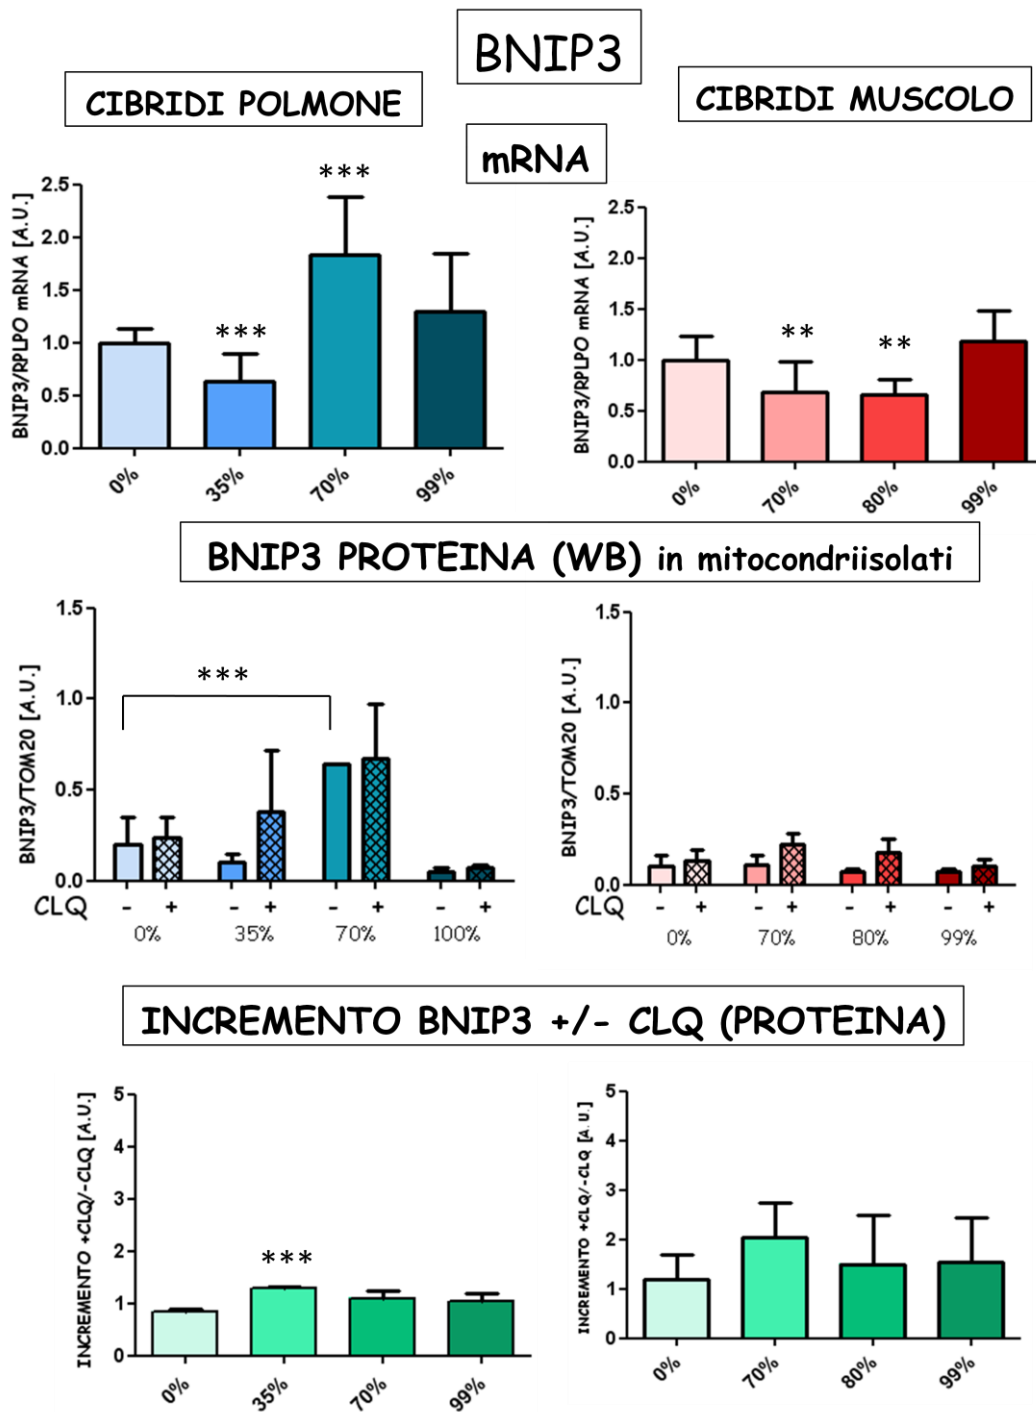 BNIP3
CIBRIDI POLMONE
CIBRIDI MUSCOLO
mRNA
BNIP3/RPLPO mRNA [A.U.]
2.5
2.0
1.5
1.0
0.5
0.0
***
***
0% 35% 70% 99%
BNIP3/RPLPO mRNA [A.U.]
2.5
2.0
1.5
1.0
0.5
0.0
** **
0% 70% 80% 99%
BNIP3 PROTEINA (WB) in mitocondriisolati
BNIP3/TOM20 [A.U.]
1.5
1.0
0.5
0.0
***
CLQ - + - + - + - +
0% 35% 70% 100%
BNIP3/TOM20 [A.U.]
1.5
1.0
0.5
0.0
CLQ - + - + - + - +
0% 70% 80% 99%
INCREMENTO BNIP3 +/- CLQ (PROTEINA)
INCREMENTO +CLQ/-CLQ [A.U.]
5
4
3
2
1
0
***
0% 35% 70% 99%
INCREMENTO +CLQ/-CLQ [A.U.]
5
4
3
2
1
0
0% 70% 80% 99%